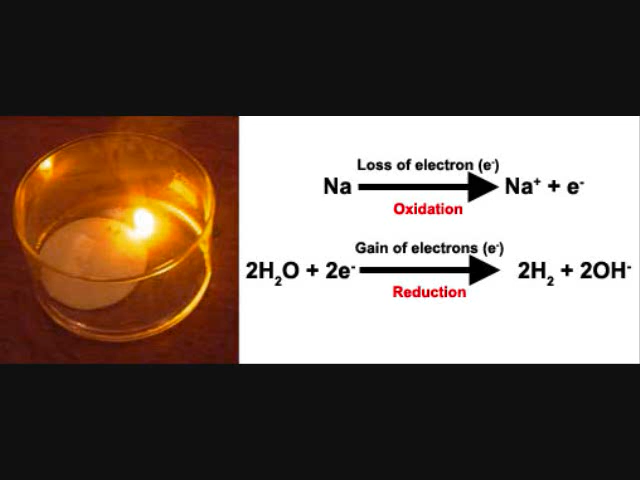 Loss of electron (e⁻)
Na → Na⁺ + e⁻
Oxidation
Gain of electrons (e⁻)
2H₂O + 2e⁻ → 2H₂ + 2OH⁻
Reduction